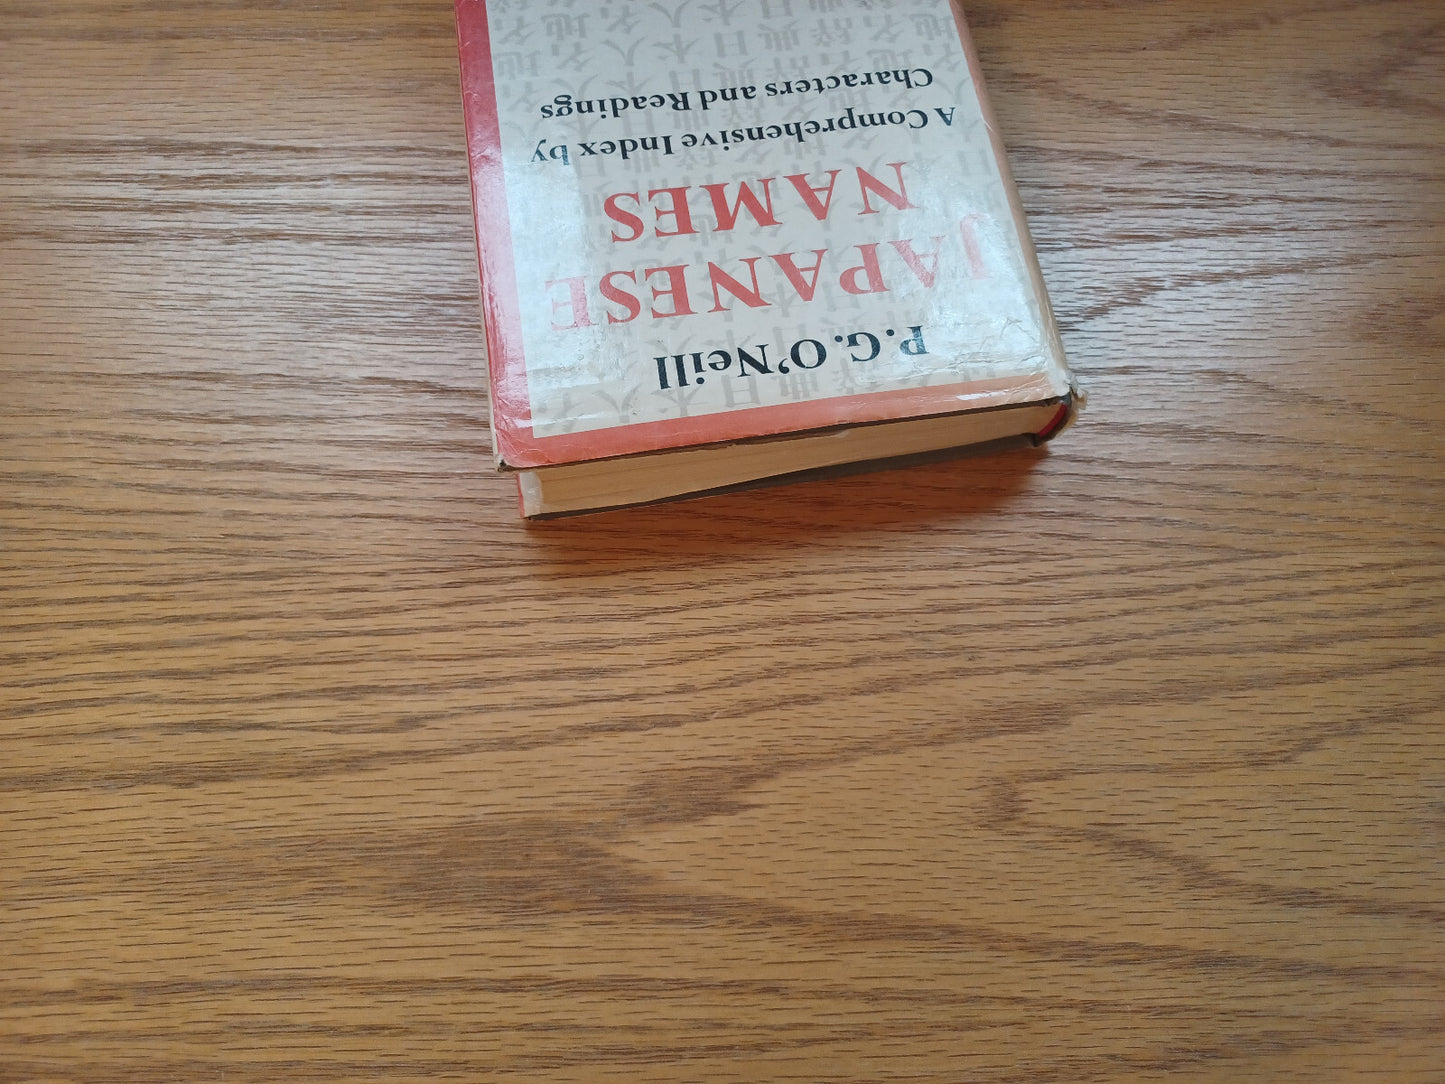 P.G. O'Neill
JAPANESE
NAMES
A Comprehensive Index by
Characters and Readings